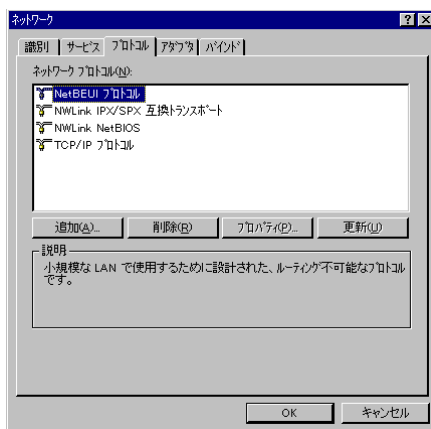 ネットワーク
識別 サービス プロトコル アダプタ バインド
ネットワーク プロトコル(N):
NetBEUI プロトコル
NWLink IPX/SPX 互換トランスポート
NWLink NetBIOS
TCP/IP プロトコル
追加(A)... 削除(R) プロパティ(P)... 更新(U)
説明
小規模な LAN で使用するために設計された、ルーティング不可能なプロトコル
です。
OK キャンセル